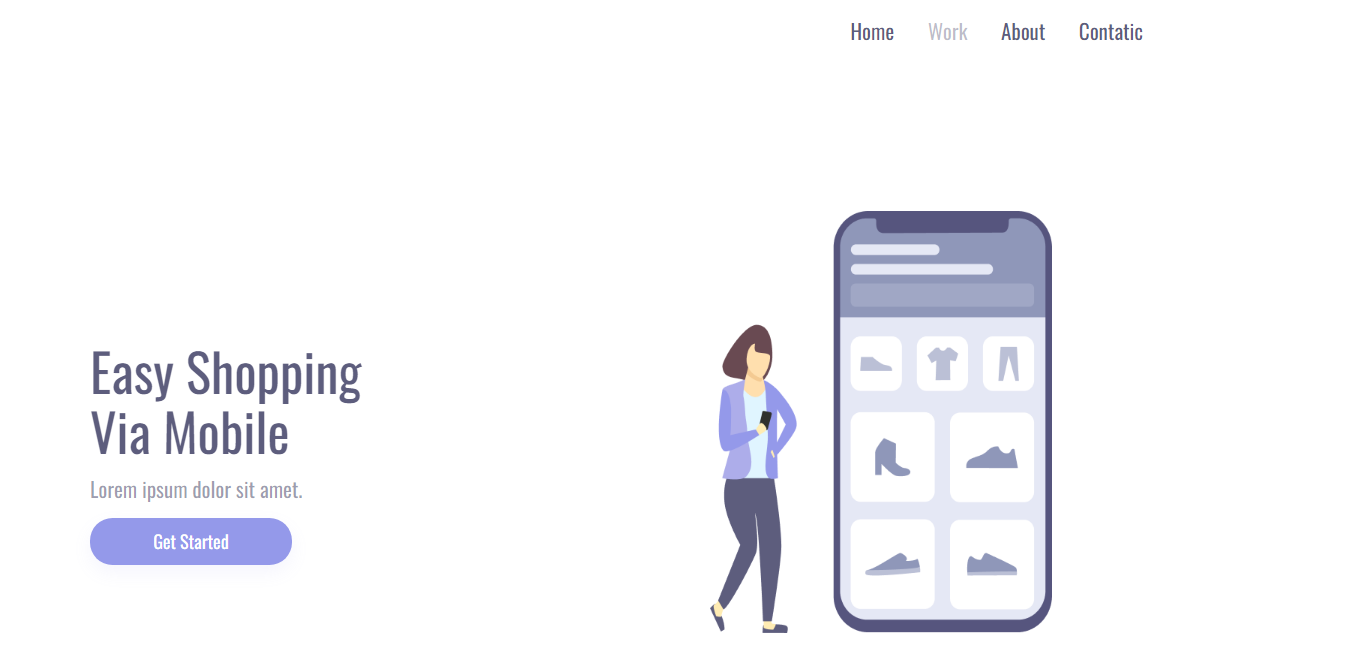 Home Work About Contatic
Easy Shopping
Via Mobile
Lorem ipsum dolor sit amet.
Get Started